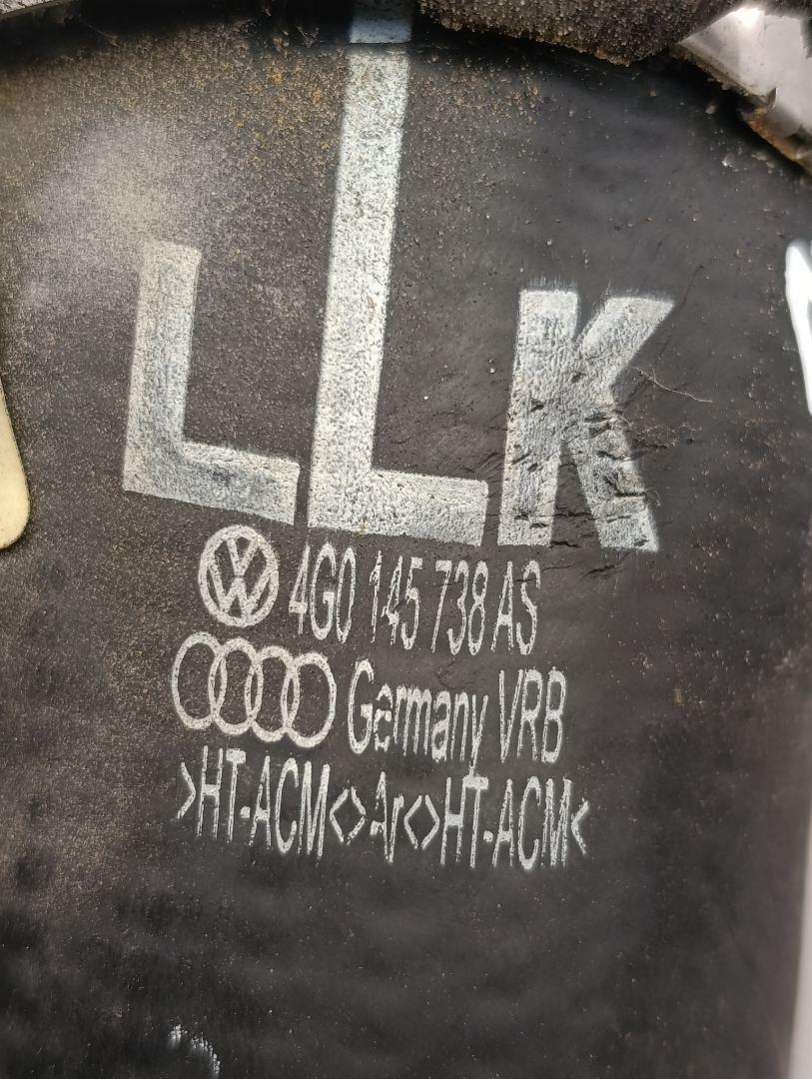 LLK
4G0 145 738 AS
Germany VRB
>HT-ACM<>Ar<>HT-ACM<